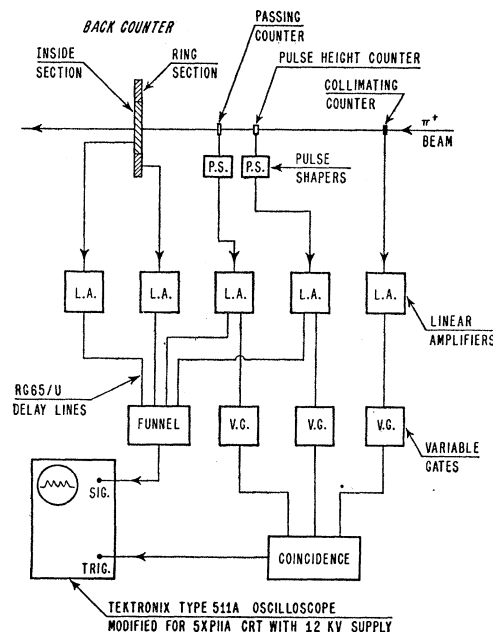 PASSING
COUNTER
BACK COUNTER
INSIDE
SECTION
RING
SECTION
PULSE HEIGHT COUNTER
COLLIMATING
COUNTER
π+
BEAM
P.S.
P.S.
PULSE
SHAPERS
L.A.
L.A.
L.A.
L.A.
L.A.
LINEAR
AMPLIFIERS
RG65/U
DELAY LINES
FUNNEL
V.G.
V.G.
V.G.
VARIABLE
GATES
SIG.
TRIG.
COINCIDENCE
TEKTRONIX TYPE 511A OSCILLOSCOPE
MODIFIED FOR 5XP11A CRT WITH 12 KV SUPPLY